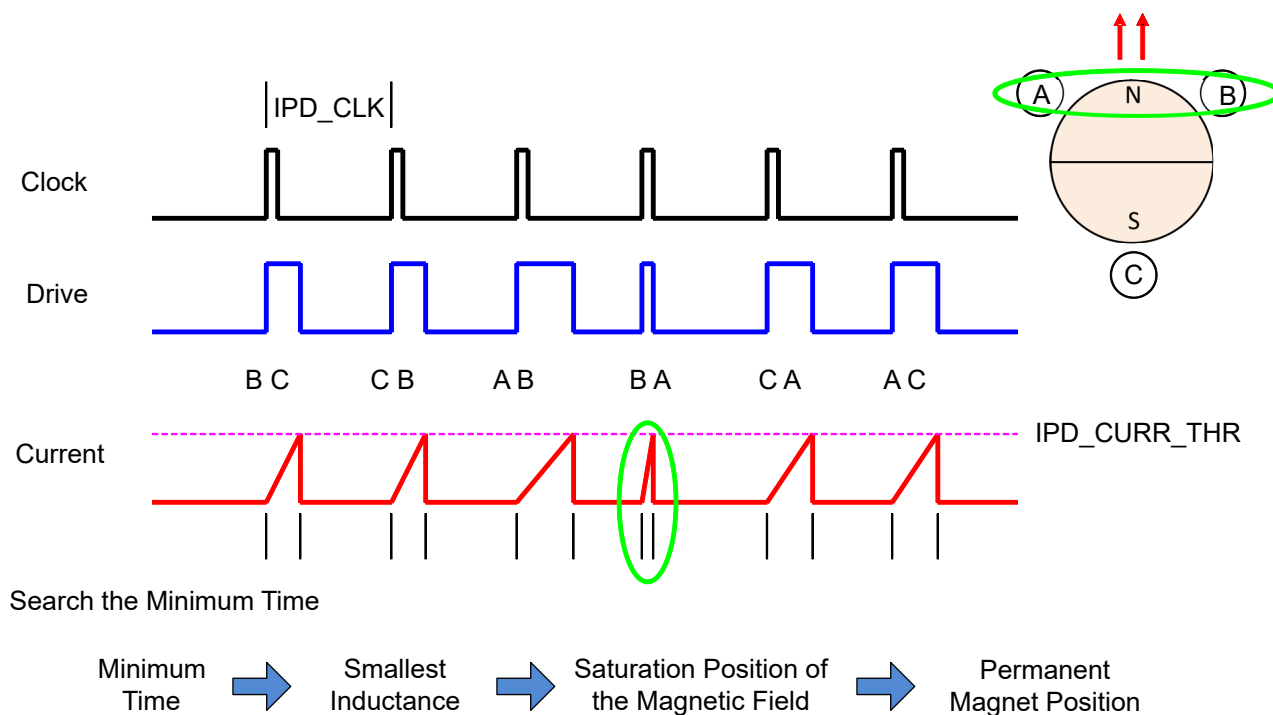 IPD_CLK
A
N
B
Clock
S
C
Drive
B C
C B
A B
B A
C A
A C
IPD_CURR_THR
Current
Search the Minimum Time
Minimum
Time
Smallest
Inductance
Saturation Position of
the Magnetic Field
Permanent
Magnet Position